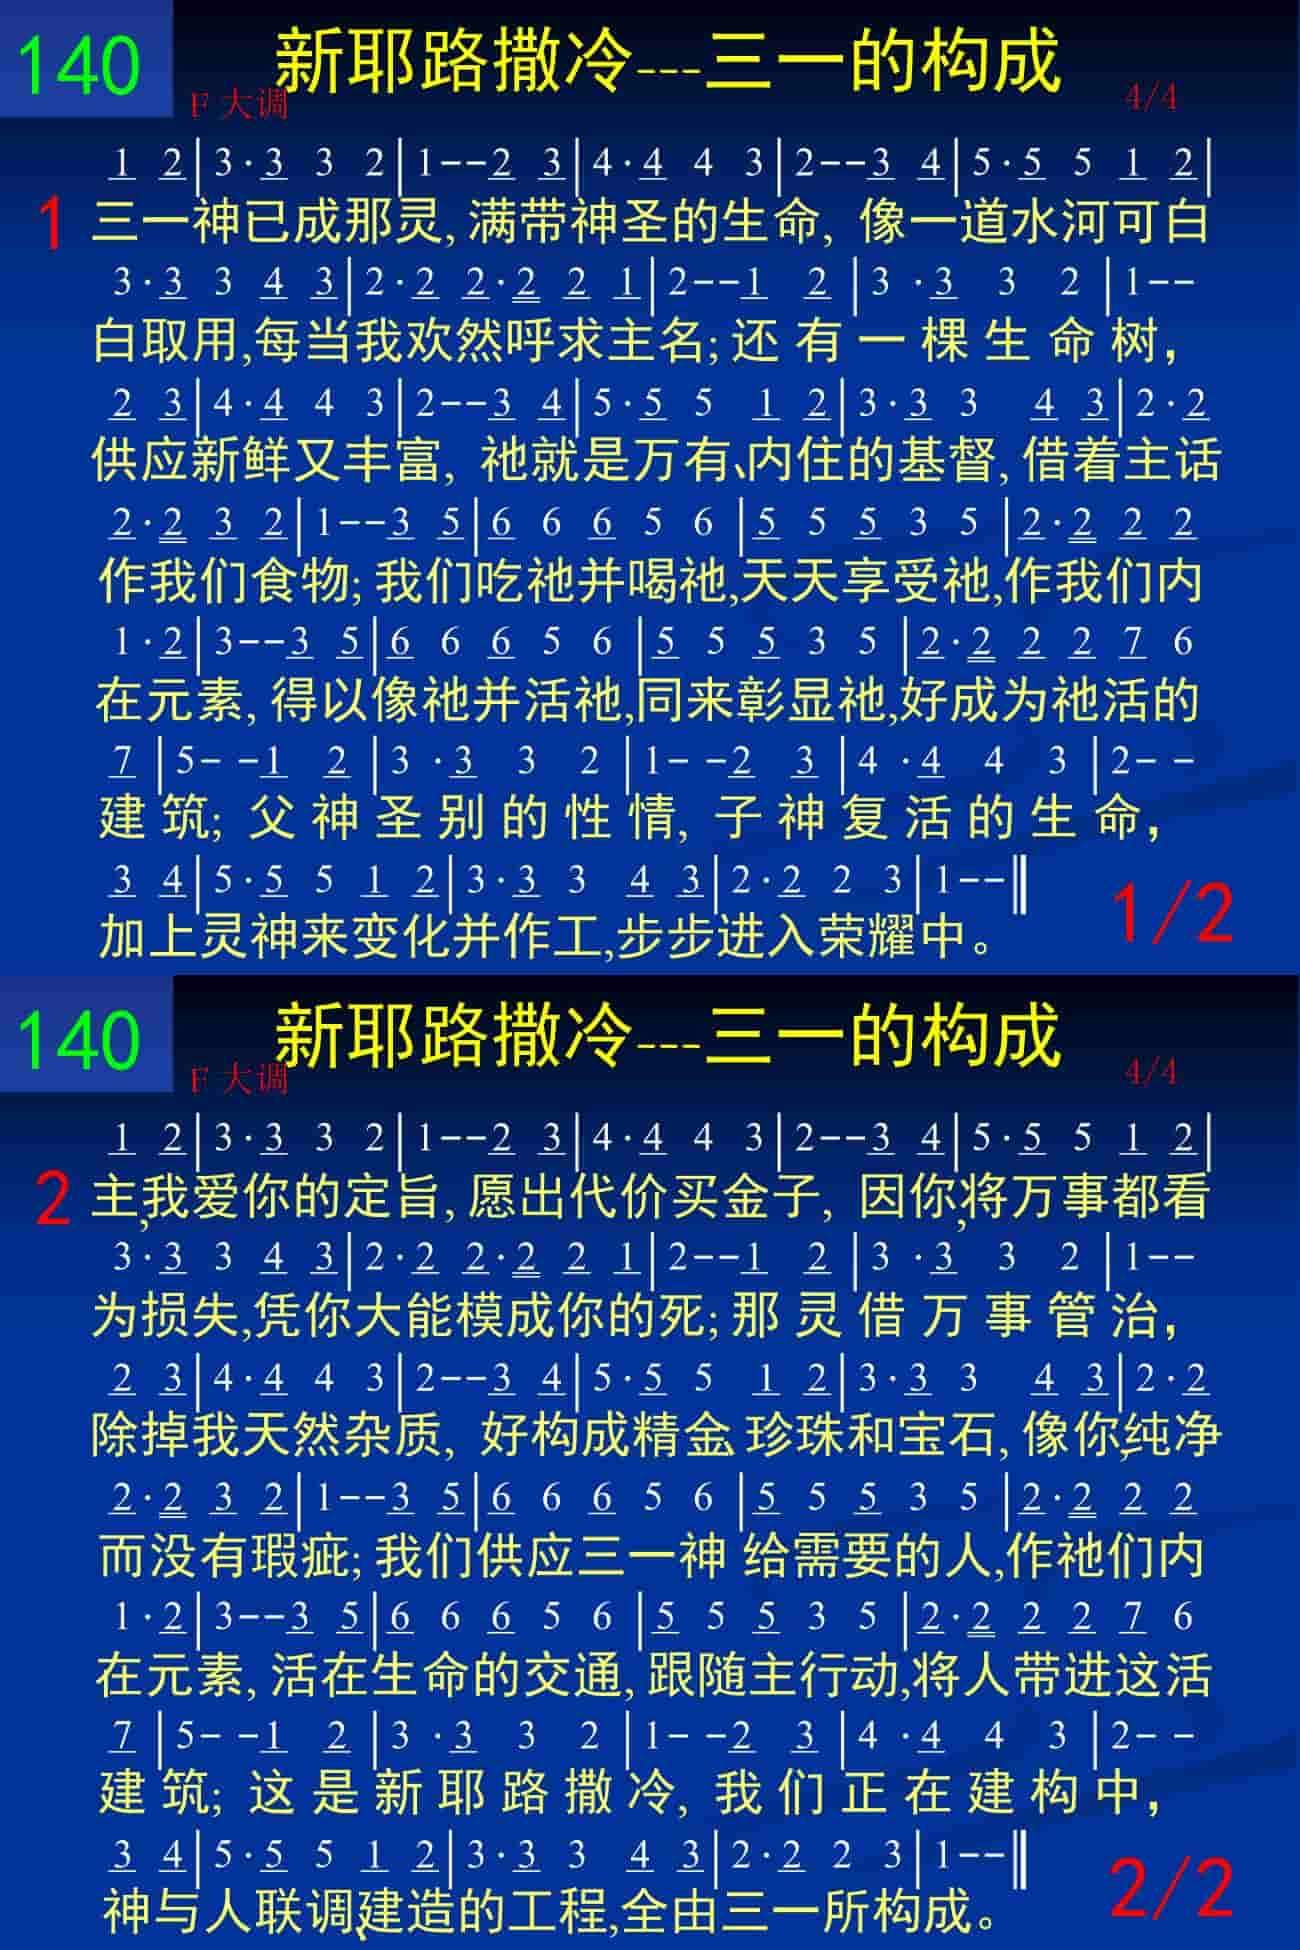 140 新耶路撒冷---三一的构成
F 大调 4/4
1 2|3·3 3 2|1--2 3|4·4 4 3|2--3 4|5·5 5 1 2|
1 三一神已成那灵, 满带神圣的生命, 像一道水河可白
3·3 3 4 3|2·2 2·2 2 1|2--1 2|3 ·3 3 2|1--
白取用,每当我欢然呼求主名; 还有一棵生命树，
2 3|4·4 4 3|2--3 4|5·5 5 1 2|3·3 3 4 3|2·2
供应新鲜又丰富, 祂就是万有、内住的基督, 借着主话
2·2 3 2|1--3 5|6 6 6 5 6|5 5 5 3 5|2·2 2 2
作我们食物; 我们吃祂并喝祂,天天享受祂,作我们内
1·2|3--3 5|6 6 6 5 6|5 5 5 3 5|2·2 2 2 7 6
在元素, 得以像祂并活祂,同来彰显祂,好成为祂活的
7|5- -1 2|3 ·3 3 2|1- -2 3|4 ·4 4 3|2- -
建筑; 父神圣别的性情, 子神复活的生命，
3 4|5·5 5 1 2|3·3 3 4 3|2·2 2 3|1--‖
加上灵神来变化并作工,步步进入荣耀中。
1/2
140 新耶路撒冷---三一的构成
F 大调 4/4
1 2|3·3 3 2|1--2 3|4·4 4 3|2--3 4|5·5 5 1 2|
2 主,我爱你的定旨, 愿出代价买金子, 因你,将万事都看
3·3 3 4 3|2·2 2·2 2 1|2--1 2|3 ·3 3 2|1--
为损失,凭你大能模成你的死; 那灵借万事管治，
2 3|4·4 4 3|2--3 4|5·5 5 1 2|3·3 3 4 3|2·2
除掉我天然杂质, 好构成精金、珍珠和宝石, 像你,纯净
2·2 3 2|1--3 5|6 6 6 5 6|5 5 5 3 5|2·2 2 2
而没有瑕疵; 我们供应三一神 给需要的人,作祂们内
1·2|3--3 5|6 6 6 5 6|5 5 5 3 5|2·2 2 2 7 6
在元素, 活在生命的交通, 跟随主行动,将人带进这活
7|5- -1 2|3 ·3 3 2|1- -2 3|4 ·4 4 3|2- -
建筑; 这是新耶路撒冷, 我们正在建构中，
3 4|5·5 5 1 2|3·3 3 4 3|2·2 2 3|1--‖
神与人联调、建造的工程,全由三一所构成。
2/2